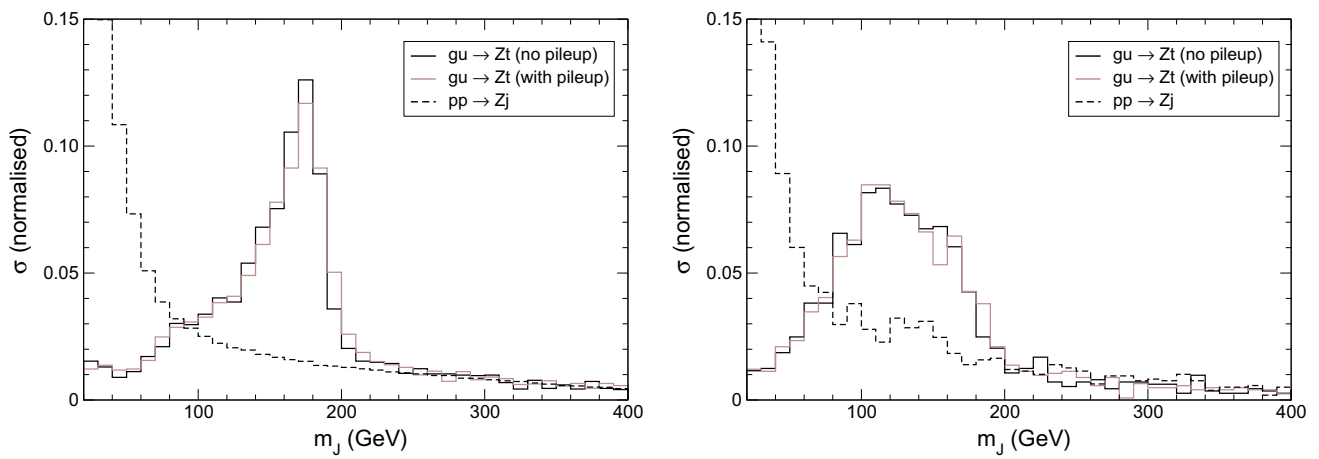 0.15
0.10
0.05
0
σ (normalised)
gu → Zt (no pileup)
gu → Zt (with pileup)
pp → Zj
100 200 300 400
m_J (GeV)
0.15
0.10
0.05
0
σ (normalised)
gu → Zt (no pileup)
gu → Zt (with pileup)
pp → Zj
100 200 300 400
m_J (GeV)